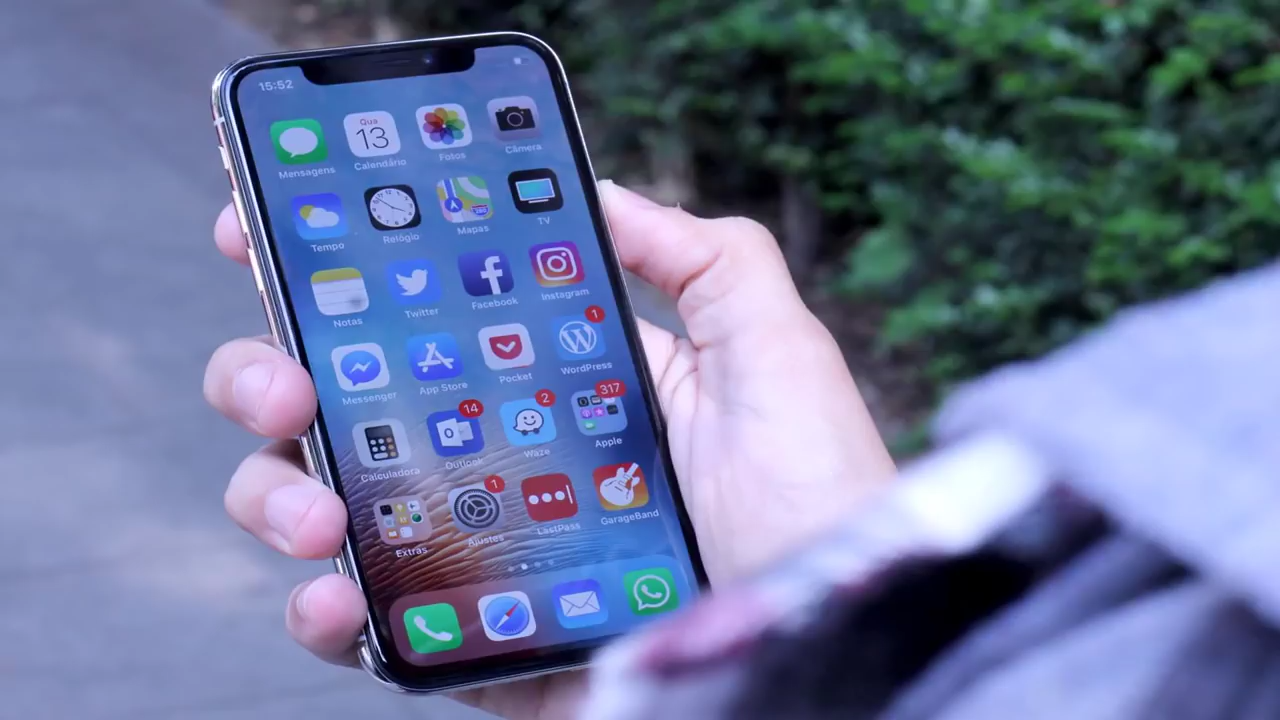 15:52
Qua
13
Mensagens
Calendário
Fotos
Câmera
Tempo
Relógio
Mapas
280
TV
Notas
Twitter
Facebook
Instagram
1
Messenger
App Store
Pocket
WordPress
14
2
317
Calculadora
Outlook
Waze
Apple
1
Extras
Ajustes
LastPass
GarageBand